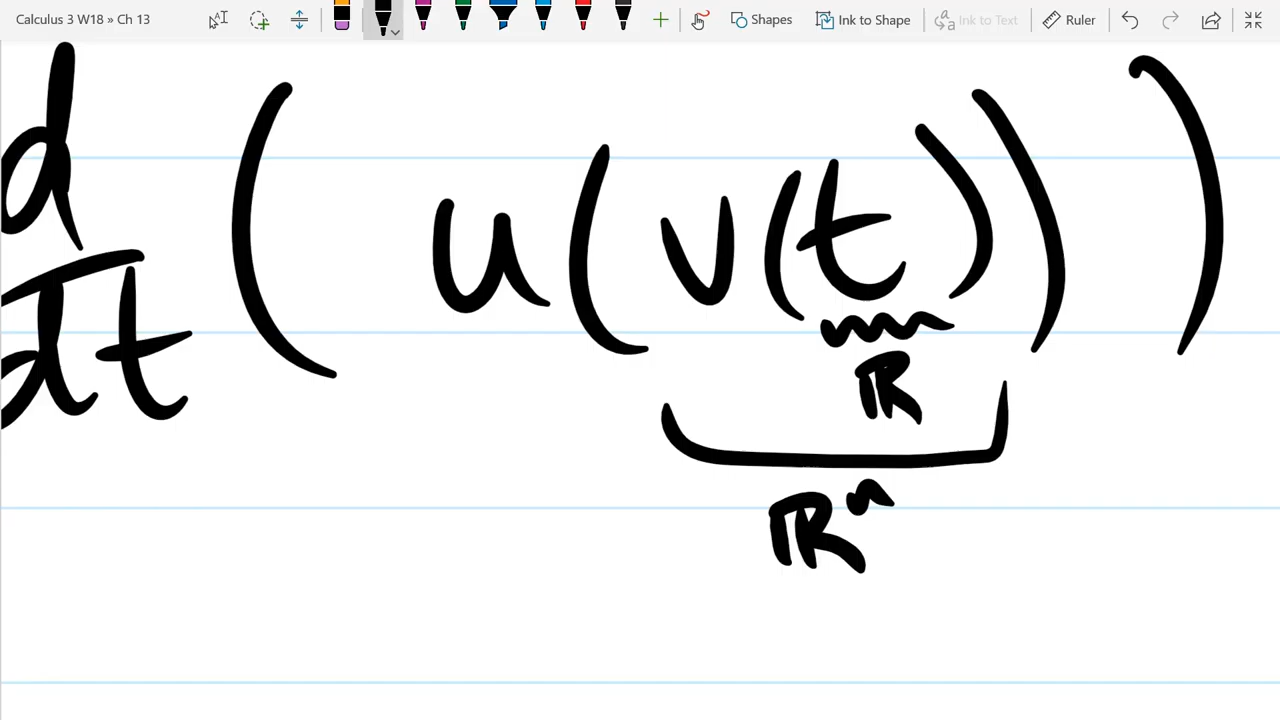 Calculus 3 W18 » Ch 13
Shapes
Ink to Shape
Ink to Text
Ruler
d/dt ( u(v(t)) )
ℝ
ℝⁿ